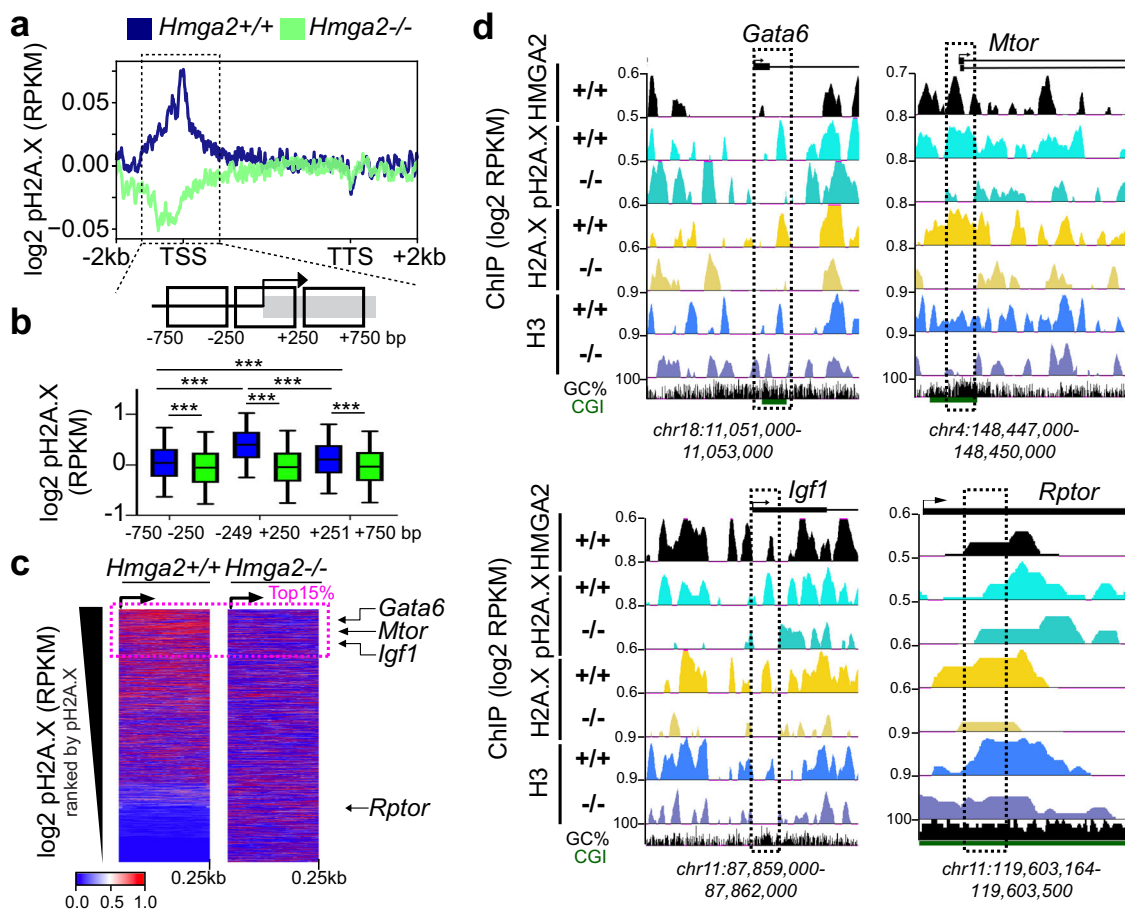 a
Hmga2+/+ Hmga2-/-
log2 pH2A.X (RPKM)
0.05
0.00
-0.05
-2kb TSS TTS +2kb
-750 -250 +250 +750 bp
b
*** 
*** ***
*** *** ***
log2 pH2A.X
(RPKM)
1
0
-1
-750 -250 -249 +250 +251 +750 bp
c
Hmga2+/+ Hmga2-/-
Top15%
Gata6
Mtor
Igf1
Rptor
log2 pH2A.X (RPKM)
ranked by pH2A.X
0.25kb 0.25kb
0.0 0.5 1.0
d
Gata6
Mtor
ChIP (log2 RPKM)
H3 H2A.X pH2A.X HMGA2
+/+
+/+
-/-
+/+
-/-
+/+
-/-
GC%
CGI
0.6
0.5
0.5
0.6
0.6
0.9
0.9
100
0.7
0.8
0.8
0.8
0.8
0.9
0.9
100
chr18:11,051,000-
11,053,000
chr4:148,447,000-
148,450,000
Igf1
Rptor
ChIP (log2 RPKM)
H3 H2A.X pH2A.X HMGA2
+/+
+/+
-/-
+/+
-/-
+/+
-/-
GC%
CGI
0.6
0.8
0.8
0.6
0.6
0.9
0.9
100
0.6
0.5
0.5
0.6
0.6
0.9
0.9
100
chr11:87,859,000-
87,862,000
chr11:119,603,164-
119,603,500